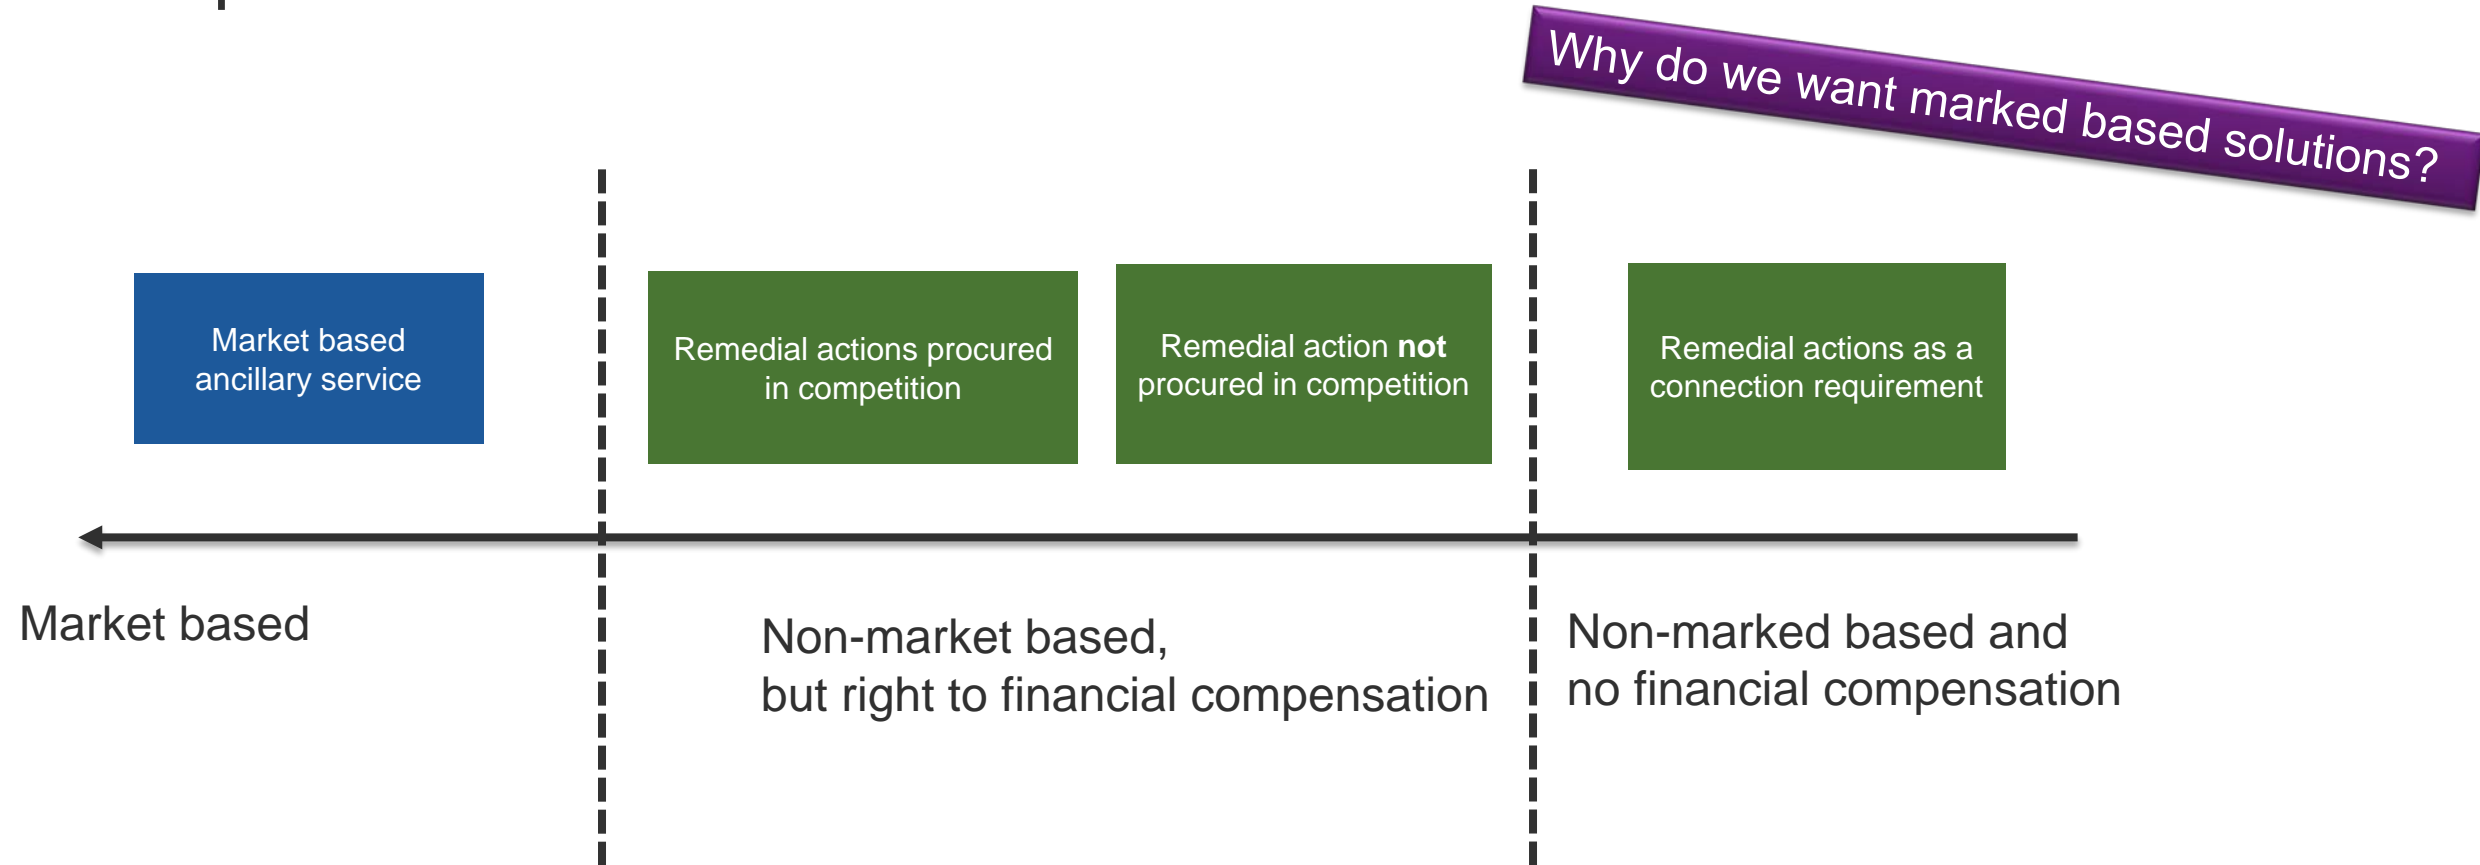 Why do we want marked based solutions?
Market based
ancillary service
Remedial actions procured
in competition
Remedial action not
procured in competition
Remedial actions as a
connection requirement
Market based
Non-market based,
but right to financial compensation
Non-marked based and
no financial compensation